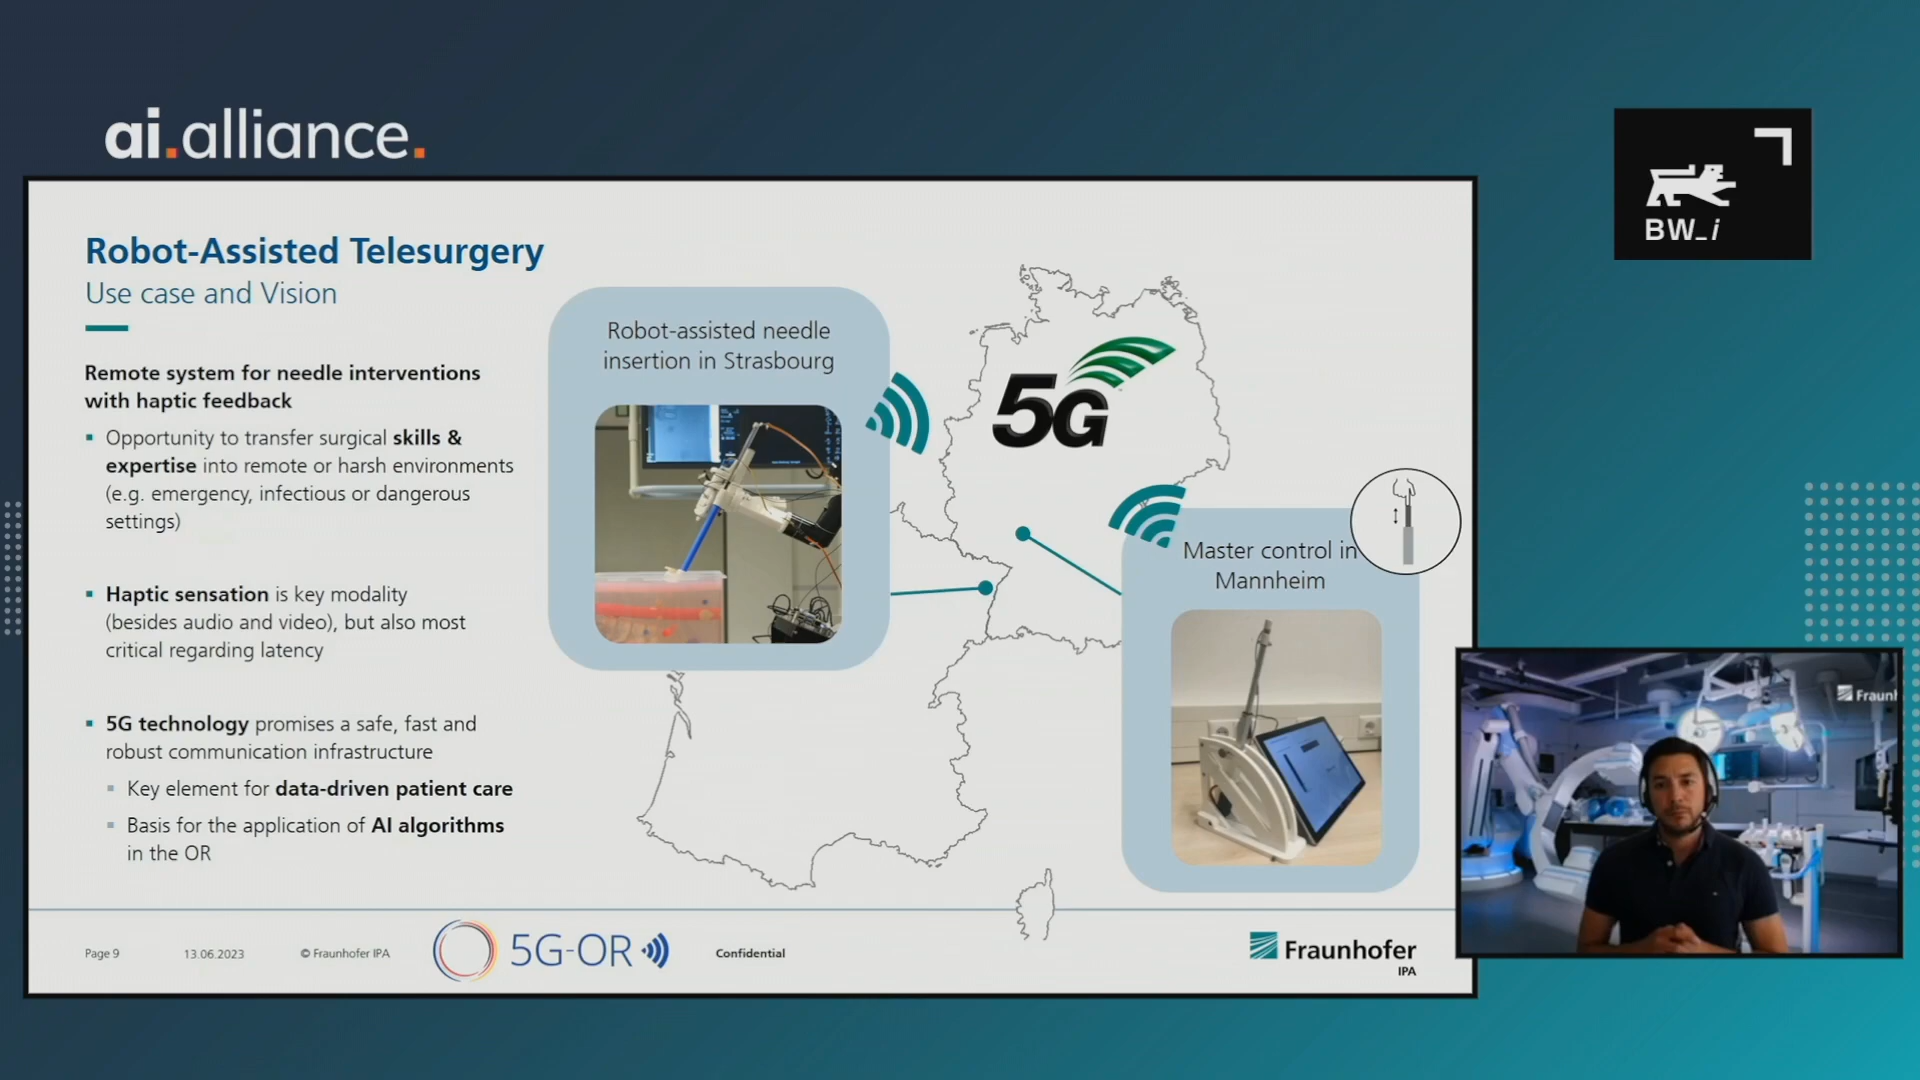 ai.alliance.
BW_i
Robot-Assisted Telesurgery
Use case and Vision
Remote system for needle interventions
with haptic feedback
Opportunity to transfer surgical skills &
expertise into remote or harsh environments
(e.g. emergency, infectious or dangerous
settings)
Haptic sensation is key modality
(besides audio and video), but also most
critical regarding latency
5G technology promises a safe, fast and
robust communication infrastructure
Key element for data-driven patient care
Basis for the application of AI algorithms
in the OR
Robot-assisted needle
insertion in Strasbourg
5G
Master control in
Mannheim
Page 9
13.06.2023
© Fraunhofer IPA
5G-OR
Confidential
Fraunhofer
IPA
Fraunh